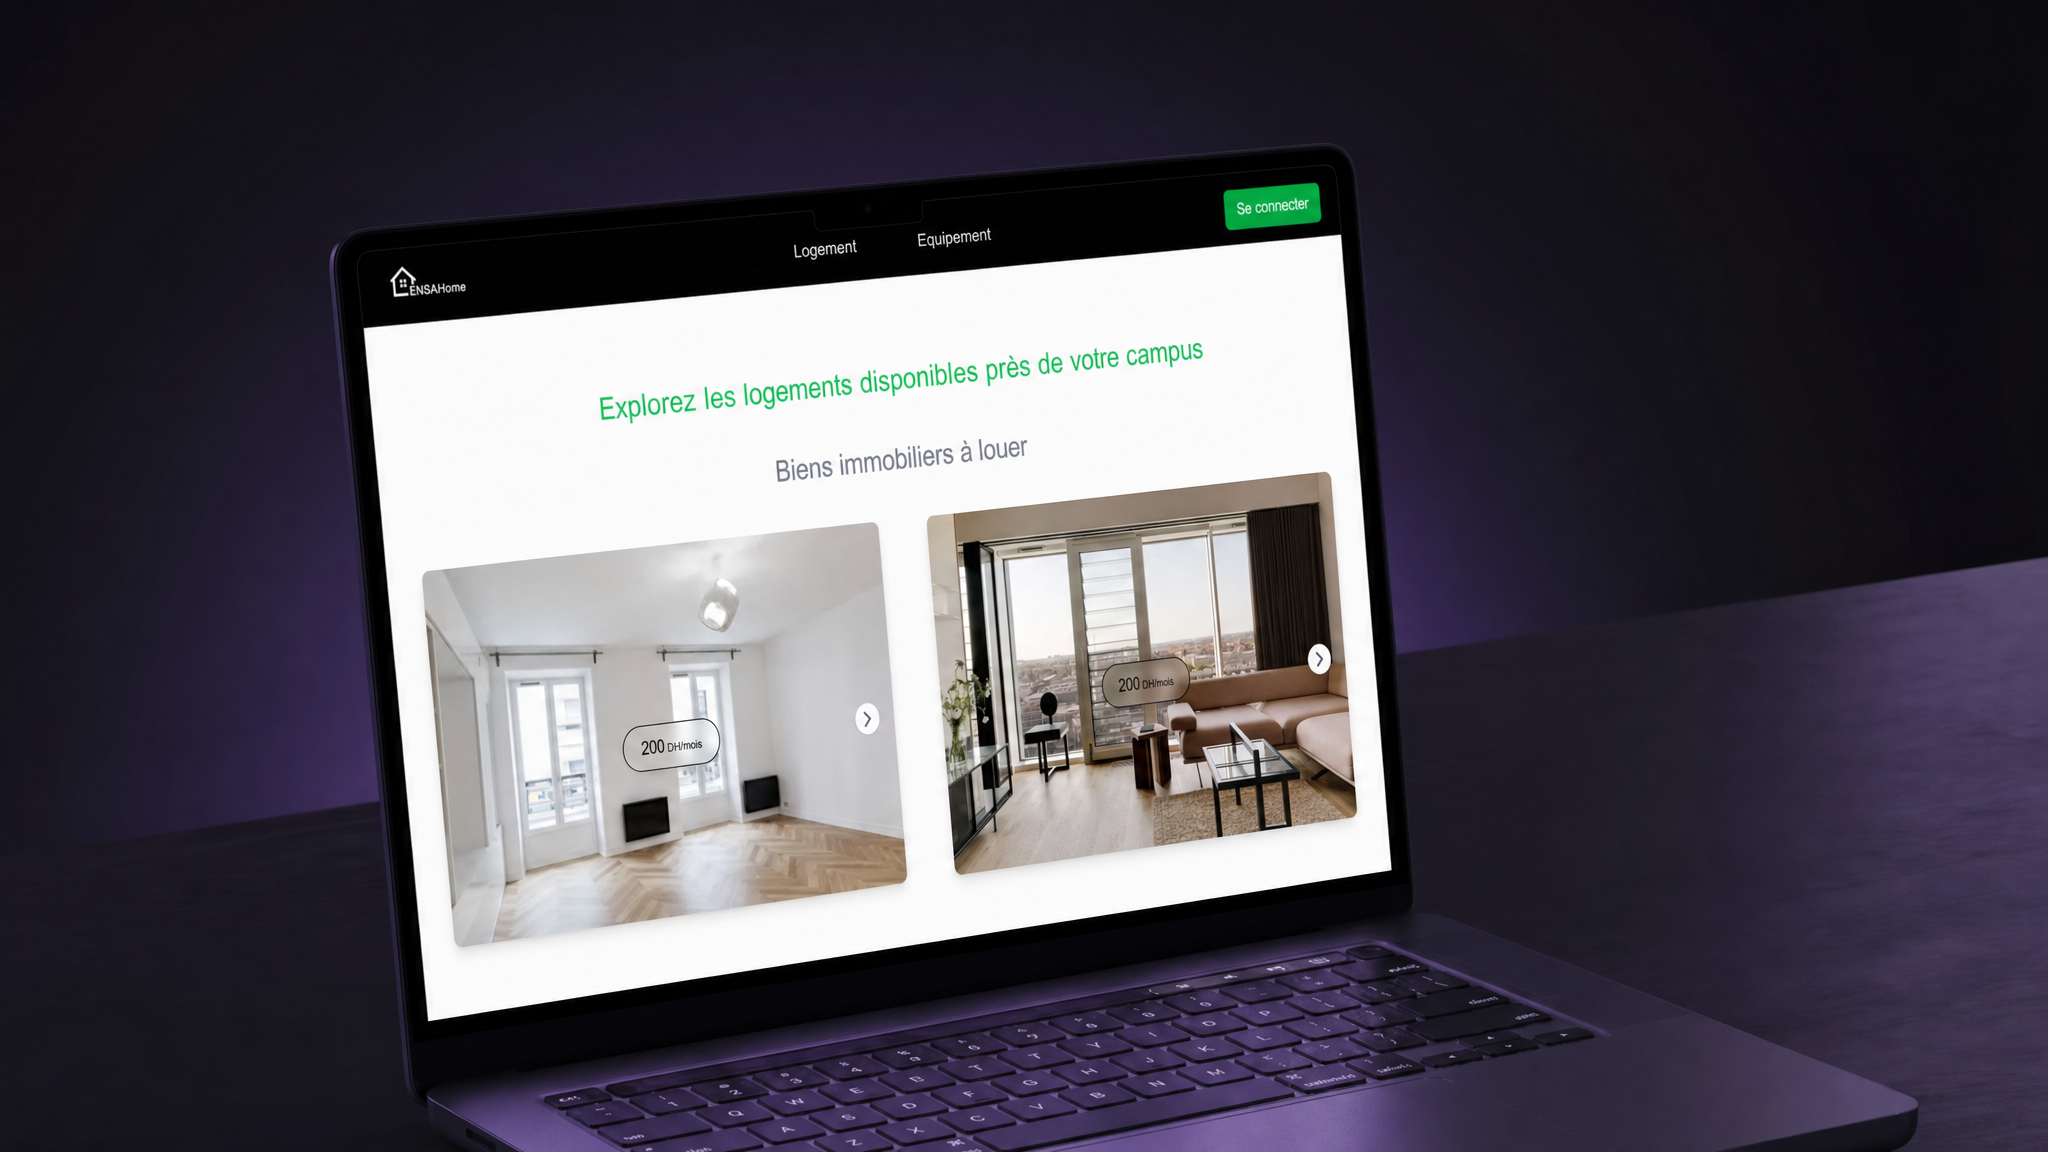 Logement
Equipement
Se connecter
ENSAHome
Explorez les logements disponibles près de votre campus
Biens immobiliers à louer
200 DH/mois
200 DH/mois
Q W E
T Y I O P
A S D F G H J K L
Z X C V B N M